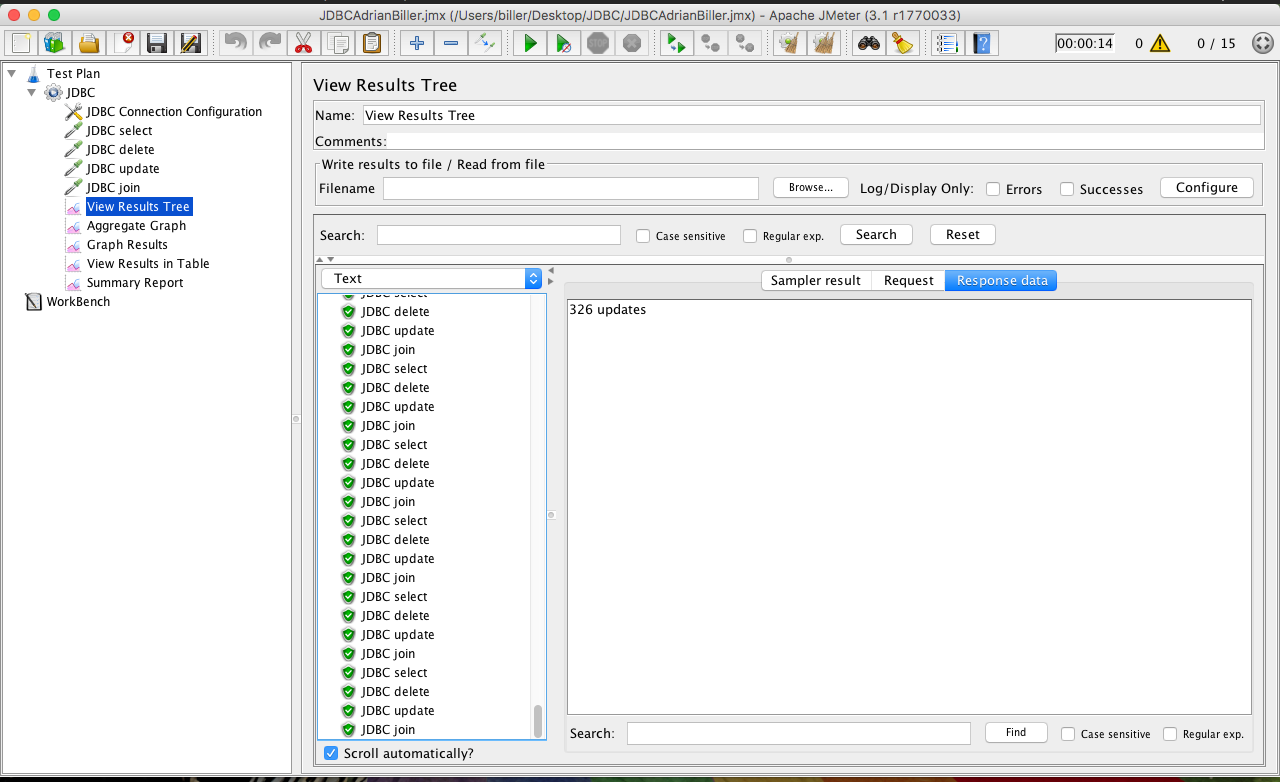 JDBCAdrianBiller.jmx (/Users/biller/Desktop/JDBC/JDBCAdrianBiller.jmx) - Apache JMeter (3.1 r1770033)
00:00:14 0 0 / 15
Test Plan
JDBC
JDBC Connection Configuration
JDBC select
JDBC delete
JDBC update
JDBC join
View Results Tree
Aggregate Graph
Graph Results
View Results in Table
Summary Report
WorkBench
View Results Tree
Name: View Results Tree
Comments:
Write results to file / Read from file
Filename Browse... Log/Display Only: Errors Successes Configure
Search: Case sensitive Regular exp. Search Reset
Text
JDBC select
JDBC delete
JDBC update
JDBC join
JDBC select
JDBC delete
JDBC update
JDBC join
JDBC select
JDBC delete
JDBC update
JDBC join
JDBC select
JDBC delete
JDBC update
JDBC join
JDBC select
JDBC delete
JDBC update
JDBC join
JDBC select
JDBC delete
JDBC update
JDBC join
Scroll automatically?
Sampler result Request Response data
326 updates
Search: Find Case sensitive Regular exp.